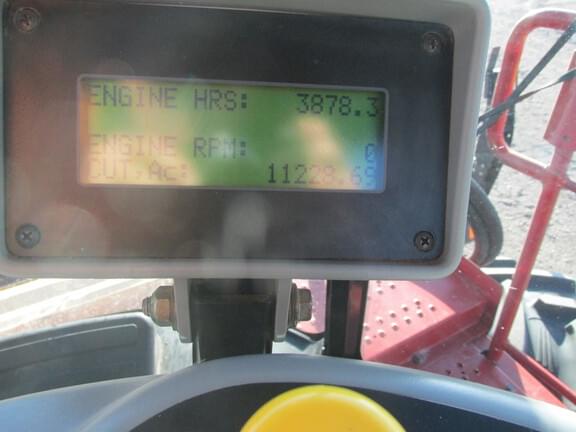 ENGINE HRS: 3878.3
ENGINE RPM: 0
CUT,Ac: 11228.69